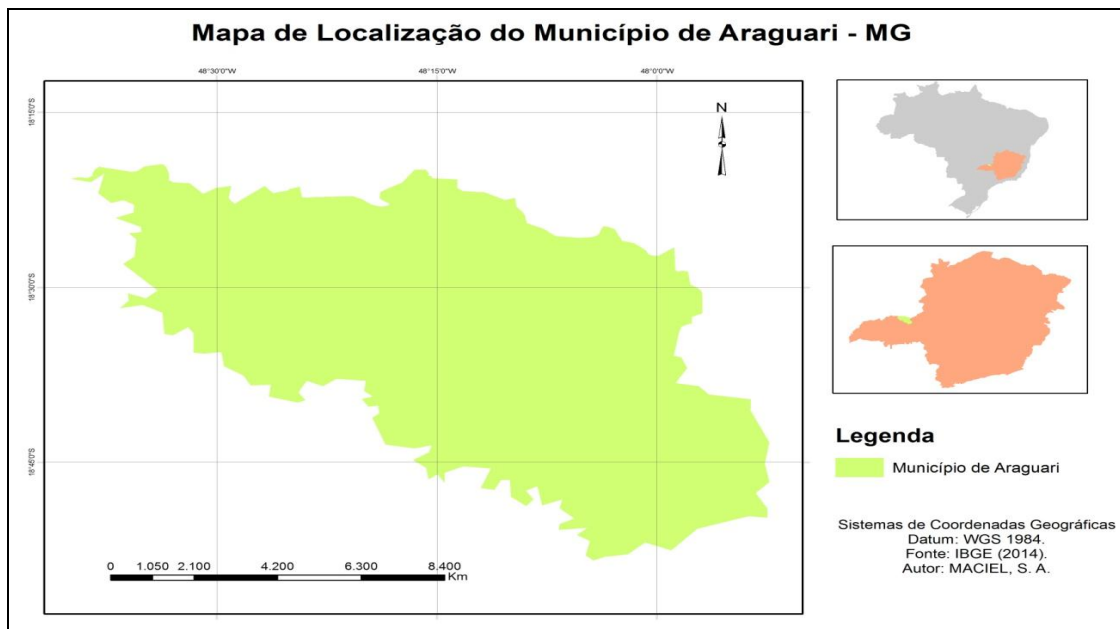 Mapa de Localização do Município de Araguari - MG
48°30'0"W
48°15'0"W
48°0'0"W
18°15'0"S
18°30'0"S
18°45'0"S
N
0 1.050 2.100 4.200 6.300 8.400
Km
Legenda
Município de Araguari
Sistemas de Coordenadas Geográficas
Datum: WGS 1984.
Fonte: IBGE (2014).
Autor: MACIEL, S. A.